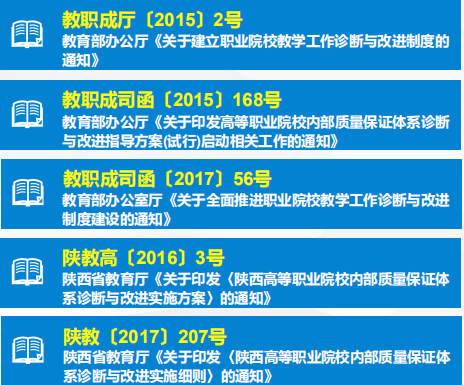 教职成厅〔2015〕2号
教育部办公厅《关于建立职业院校教学工作诊断与改进制度的
通知》
教职成司函〔2015〕168号
教育部办公厅《关于印发高等职业院校内部质量保证体系诊断
与改进指导方案(试行)启动相关工作的通知》
教职成司函〔2017〕56号
教育部办公室厅《关于全面推进职业院校教学工作诊断与改进
制度建设的通知》
陕教高〔2016〕3号
陕西省教育厅《关于印发〈陕西高等职业院校内部质量保证体
系诊断与改进实施方案〉的通知》
陕教〔2017〕207号
陕西省教育厅《关于印发〈陕西高等职业院校内部质量保证体
系诊断与改进实施细则〉的通知》